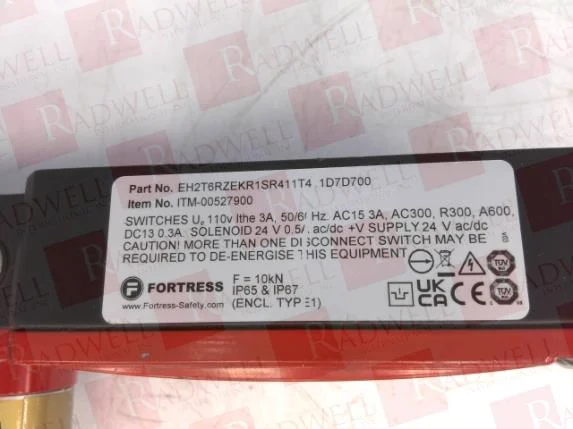 Part No. EH2T6RZEKR1SR411T4 1D7D700
Item No. ITM-00527900
SWITCHES Ue 110v Ithe 3A, 50/60 Hz. AC15 3A, AC300, R300, A600,
DC13 0.3A. SOLENOID 24 V 0.5A ac/dc +V SUPPLY 24 V ac/dc
CAUTION! MORE THAN ONE DISCONNECT SWITCH MAY BE
REQUIRED TO DE-ENERGISE THIS EQUIPMENT
F FORTRESS
www.Fortress-Safety.com
F = 10kN
IP65 & IP67
(ENCL. TYPE1)
UK
CA
CE
TÜV
TÜV
RADWELL